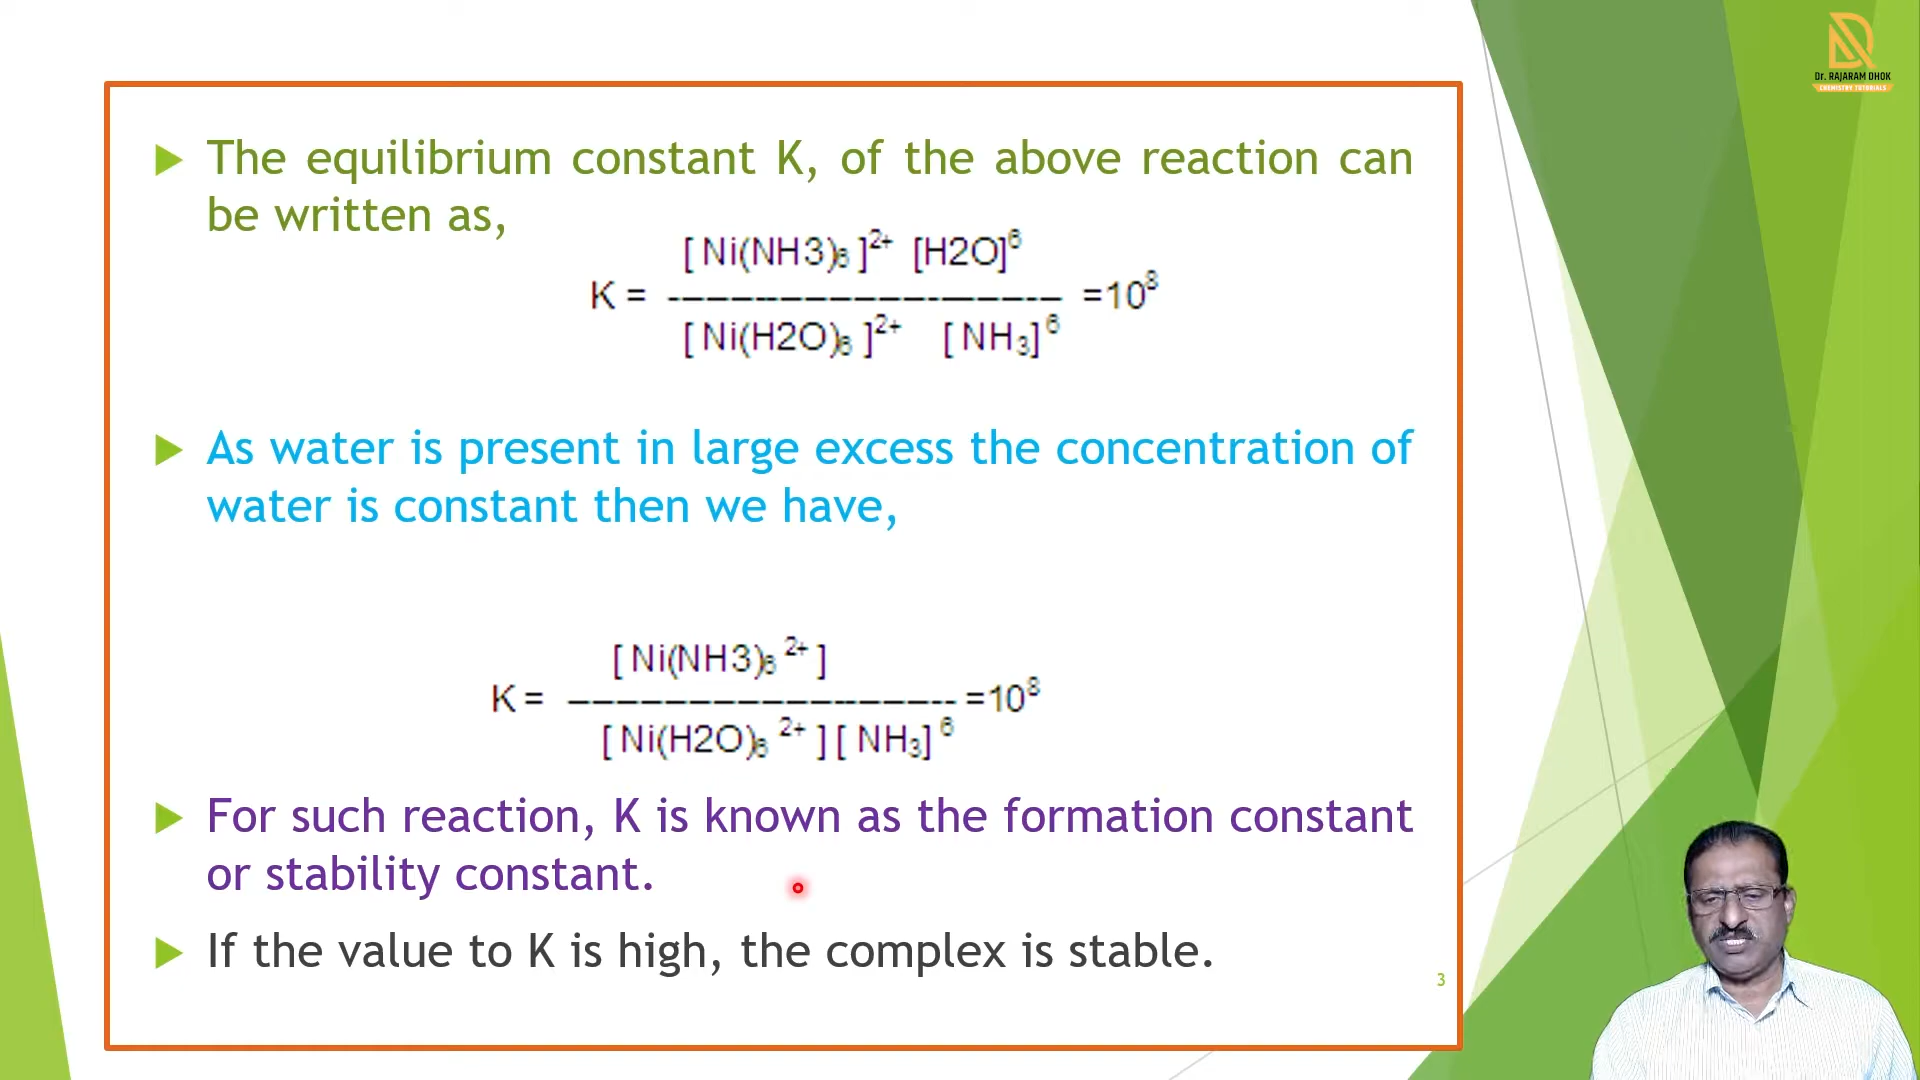 Dr. RAJARAM DHOK
CHEMISTRY TUTORIALS
The equilibrium constant K, of the above reaction can
be written as,
[ Ni(NH3)₆ ]²⁺ [H2O]⁶
K = ------------------------ =10⁸
[ Ni(H2O)₆ ]²⁺ [ NH₃] ⁶
As water is present in large excess the concentration of
water is constant then we have,
[ Ni(NH3)₆ ²⁺ ]
K = ------------------------ =10⁸
[ Ni(H2O)₆ ²⁺ ] [ NH₃] ⁶
For such reaction, K is known as the formation constant
or stability constant.
If the value to K is high, the complex is stable.
3